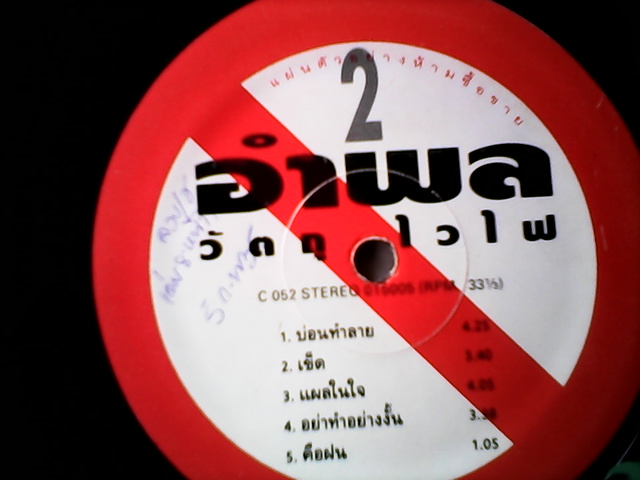 แผ่นตัวอย่างห้ามซื้อขาย
2
อำพล
วัตถุไวไฟ
C 052 STEREO 015005 (RPM 33⅓)
1. บ่อนทำลาย 4.25
2. เข็ด 3.40
3. แผลในใจ 4.05
4. อย่าทำอย่างงั้น
5. คือฝน 1.05